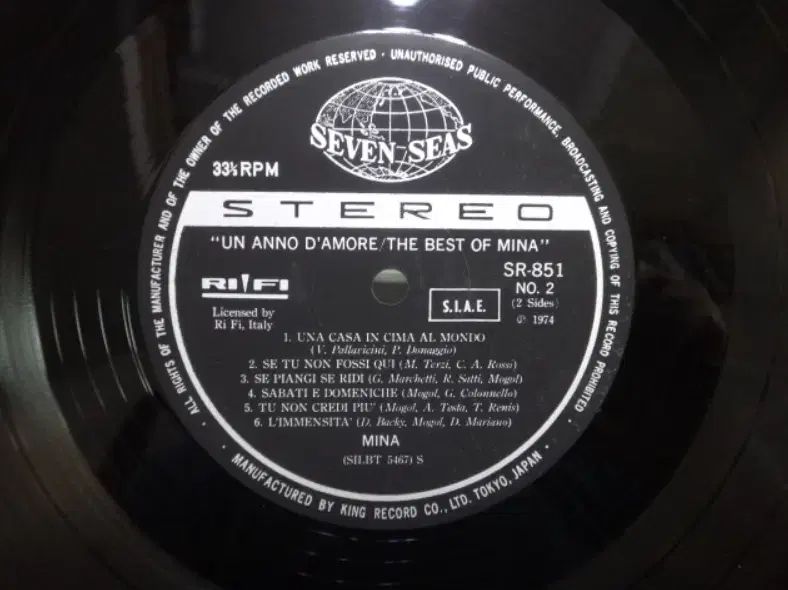 ALL RIGHTS OF THE MANUFACTURER AND OF THE OWNER OF THE RECORDED WORK RESERVED · UNAUTHORISED PUBLIC PERFORMANCE, BROADCASTING AND COPYING OF THIS RECORD PROHIBITED ·
SEVEN SEAS
33⅓RPM
STEREO
"UN ANNO D'AMORE/THE BEST OF MINA"
RI-FI
Licensed by
Ri Fi, Italy
S.I.A.E.
SR-851
NO. 2
(2 Sides)
℗ 1974
1. UNA CASA IN CIMA AL MONDO
(V. Pallavicini, P. Donaggio)
2. SE TU NON FOSSI QUI (M. Terzi, C. A. Rossi)
3. SE PIANGI SE RIDI (G. Marchetti, R. Satti, Mogol)
4. SABATI E DOMENICHE (Mogol, G. Colonnello)
5. TU NON CREDI PIU' (Mogol, A. Testa, T. Renis)
6. L'IMMENSITA' (D. Backy, Mogol, D. Mariano)
MINA
(SILBT 5467) S
· MANUFACTURED BY KING RECORD CO., LTD. TOKYO, JAPAN ·